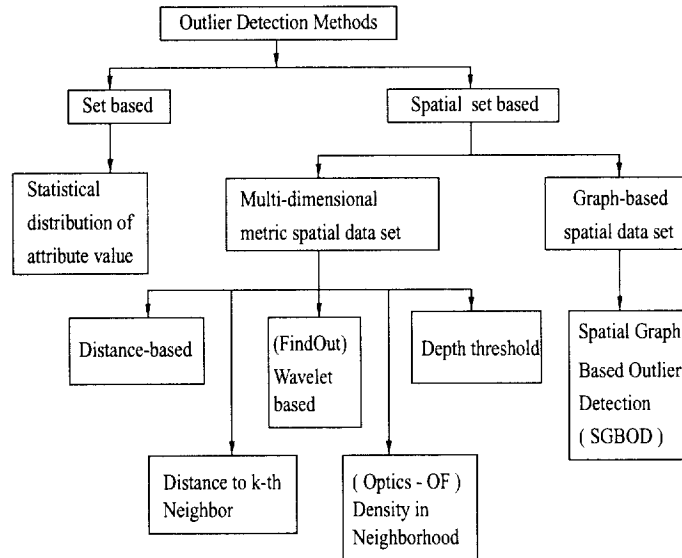 Outlier Detection Methods
Set based
Spatial set based
Statistical
distribution of
attribute value
Multi-dimensional
metric spatial data set
Graph-based
spatial data set
Distance-based
(FindOut)
Wavelet
based
Depth threshold
Spatial Graph
Based Outlier
Detection
( SGBOD )
Distance to k-th
Neighbor
( Optics - OF )
Density in
Neighborhood